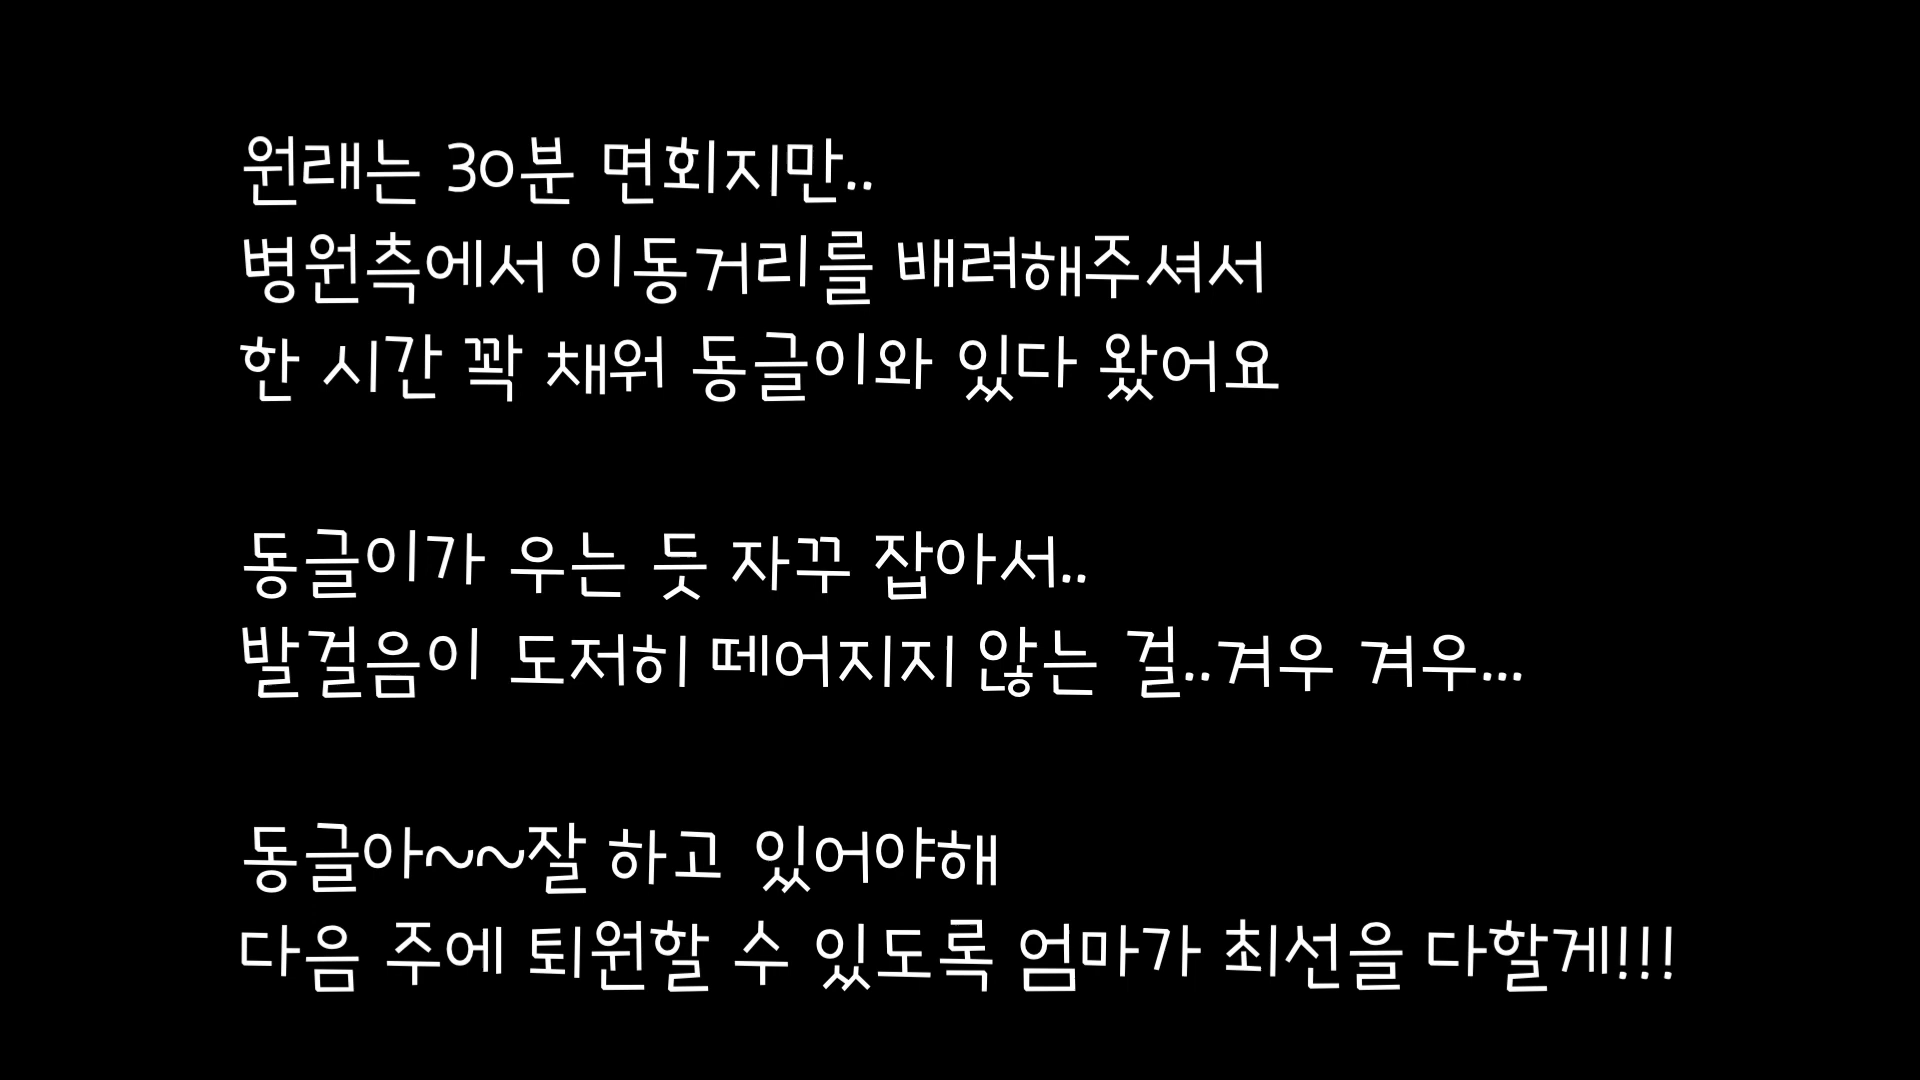 원래는 30분 면회지만..
병원측에서 이동거리를 배려해주셔서
한 시간 꽉 채워 동글이와 있다 왔어요
동글이가 우는 듯 자꾸 잡아서..
발걸음이 도저히 떼어지지 않는 걸..겨우 겨우...
동글아~~잘 하고 있어야해
다음 주에 퇴원할 수 있도록 엄마가 최선을 다할게!!!